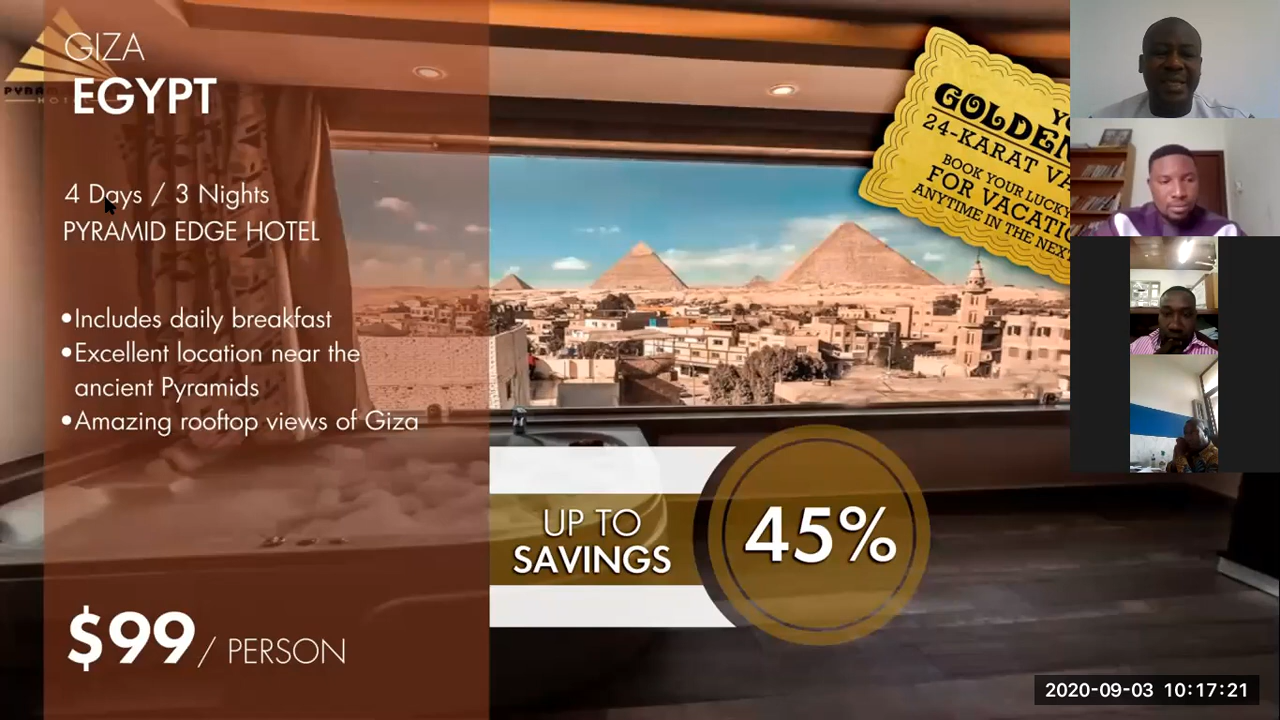 GIZA
EGYPT
4 Days / 3 Nights
PYRAMID EDGE HOTEL
•Includes daily breakfast
•Excellent location near the
ancient Pyramids
•Amazing rooftop views of Giza
$99/ PERSON
UP TO
SAVINGS
45%
GOLDEN
24-KARAT
BOOK YOUR LUCKY
FOR
ANYTIME IN THE NEXT
2020-09-03 10:17:21